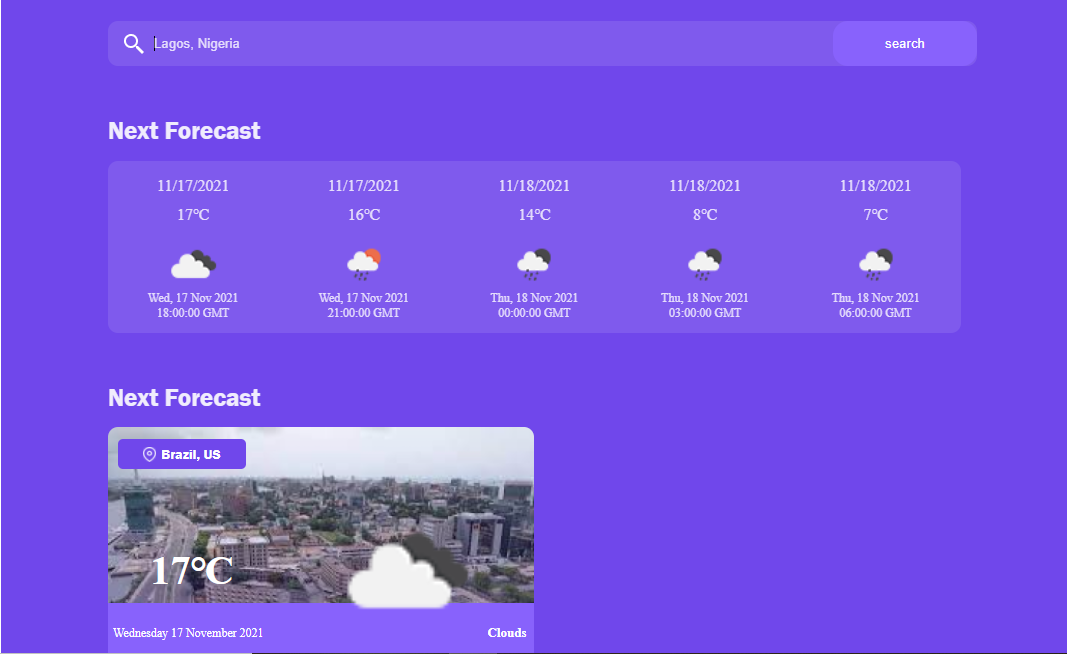 Lagos, Nigeria
search
Next Forecast
11/17/2021 11/17/2021 11/18/2021 11/18/2021 11/18/2021
17°C 16°C 14°C 8°C 7°C
Wed, 17 Nov 2021 Wed, 17 Nov 2021 Thu, 18 Nov 2021 Thu, 18 Nov 2021 Thu, 18 Nov 2021
18:00:00 GMT 21:00:00 GMT 00:00:00 GMT 03:00:00 GMT 06:00:00 GMT
Next Forecast
Brazil, US
17°C
Wednesday 17 November 2021 Clouds